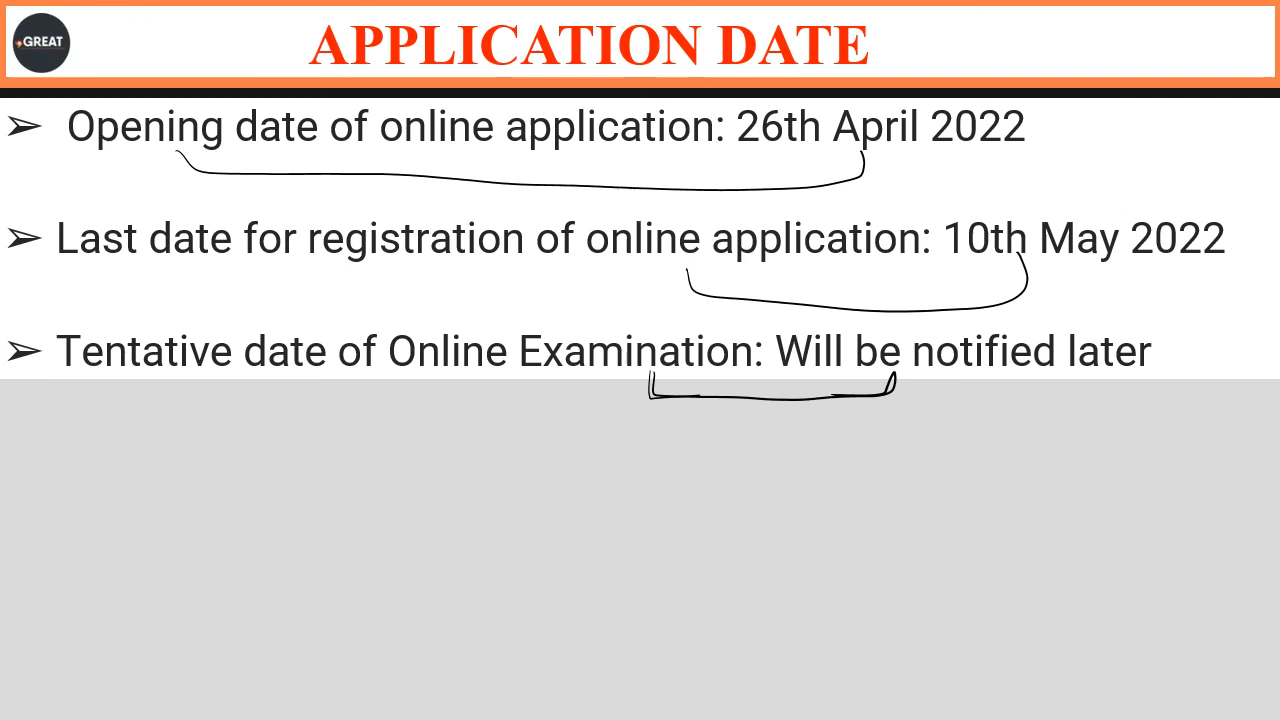 GREAT
APPLICATION DATE
➢ Opening date of online application: 26th April 2022
➢ Last date for registration of online application: 10th May 2022
➢ Tentative date of Online Examination: Will be notified later